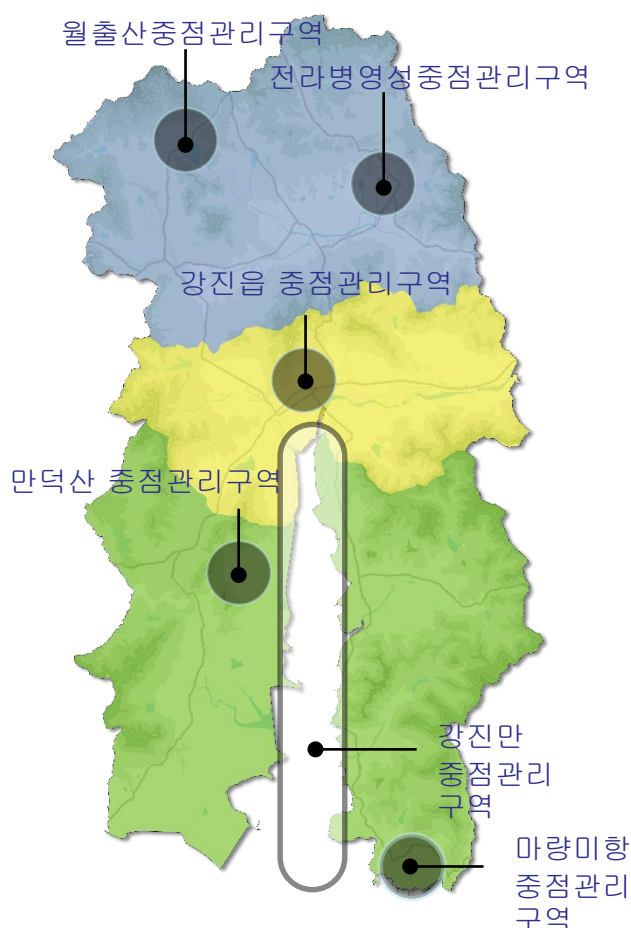 월출산중점관리구역
전라병영성중점관리구역
강진읍 중점관리구역
만덕산 중점관리구역
강진만
중점관리
구역
마량미항
중점관리
구역